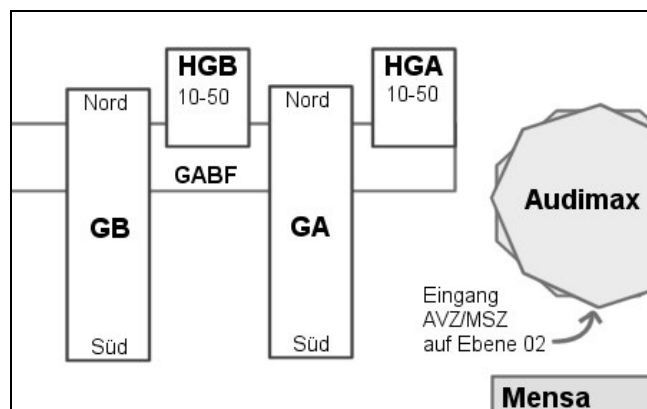 HGB
10-50
HGA
10-50
Nord
Nord
GABF
GB
GA
Audimax
Süd
Süd
Eingang
AVZ/MSZ
auf Ebene 02
Mensa